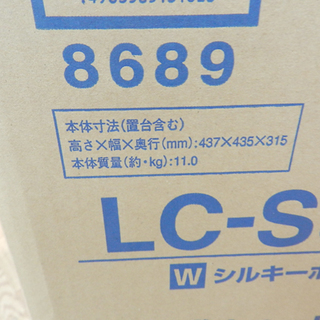 8689
本体寸法(置台含む)
高さ×幅×奥行(mm):437×435×315
本体質量(約・kg):11.0
LC-S
W シルキー